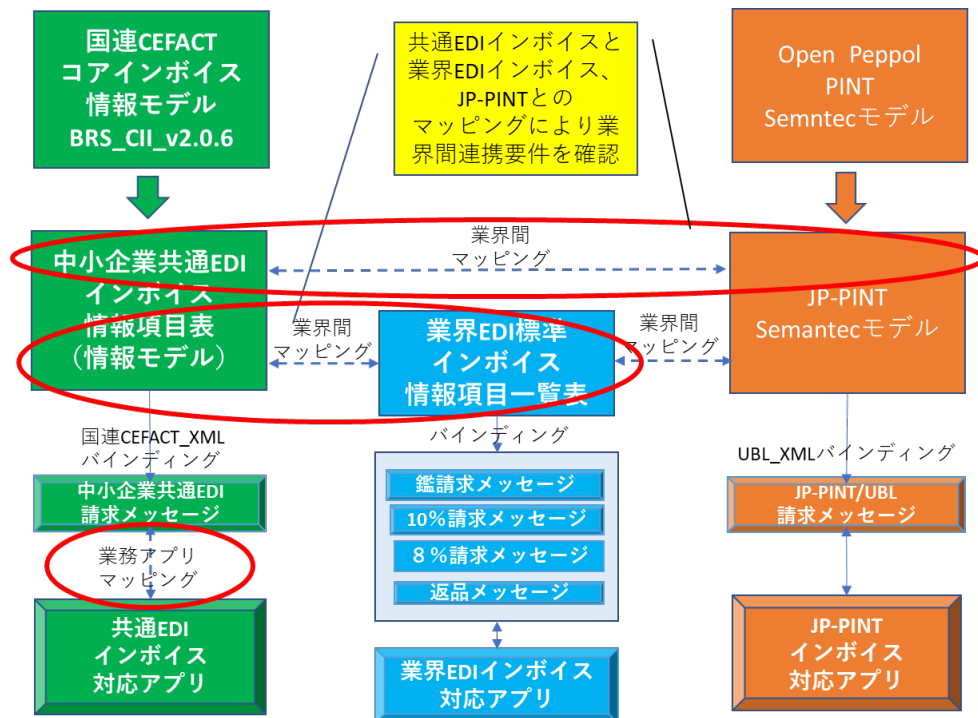 国連CEFACT
コアインボイス
情報モデル
BRS_CII_v2.0.6
共通EDIインボイスと
業界EDIインボイス、
JP-PINTとの
マッピングにより業
界間連携要件を確認
Open Peppol
PINT
Semntecモデル
業界間
マッピング
中小企業共通EDI
インボイス
情報項目表
（情報モデル）
業界間
マッピング
業界EDI標準
インボイス
情報項目一覧表
業界間
マッピング
JP-PINT
Semantecモデル
国連CEFACT_XML
バインディング
バインディング
UBL_XMLバインディング
中小企業共通EDI
請求メッセージ
鑑請求メッセージ
10%請求メッセージ
８％請求メッセージ
返品メッセージ
JP-PINT/UBL
請求メッセージ
業務アプリ
マッピング
共通EDI
インボイス
対応アプリ
業界EDIインボイス
対応アプリ
JP-PINT
インボイス
対応アプリ